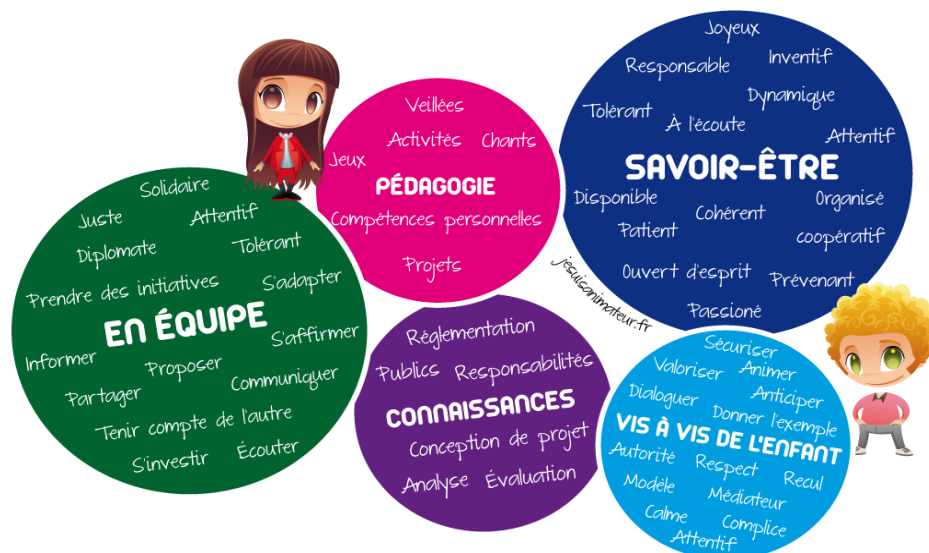 Solidaire
Juste
Attentif
Diplomate
Tolérant
Prendre des initiatives
S'adapter
EN ÉQUIPE
S'affirmer
Informer
Proposer
Partager
Communiquer
Tenir compte de l'autre
S'investir
Écouter
Veillées
Activités
Chants
Jeux
PÉDAGOGIE
Compétences personnelles
Projets
Joyeux
Inventif
Responsable
Dynamique
Tolérant
À l'écoute
Attentif
SAVOIR-ÊTRE
Disponible
Organisé
Cohérent
Patient
coopératif
Ouvert d'esprit
Prévenant
Passioné
jesuisanimateur.fr
Réglementation
Publics
Responsabilités
CONNAISSANCES
Conception de projet
Analyse
Évaluation
Sécuriser
Animer
Valoriser
Anticiper
Dialoguer
Donner l'exemple
VIS À VIS DE L'ENFANT
Autorité
Respect
Recul
Modèle
Médiateur
Calme
Complice
Attentif